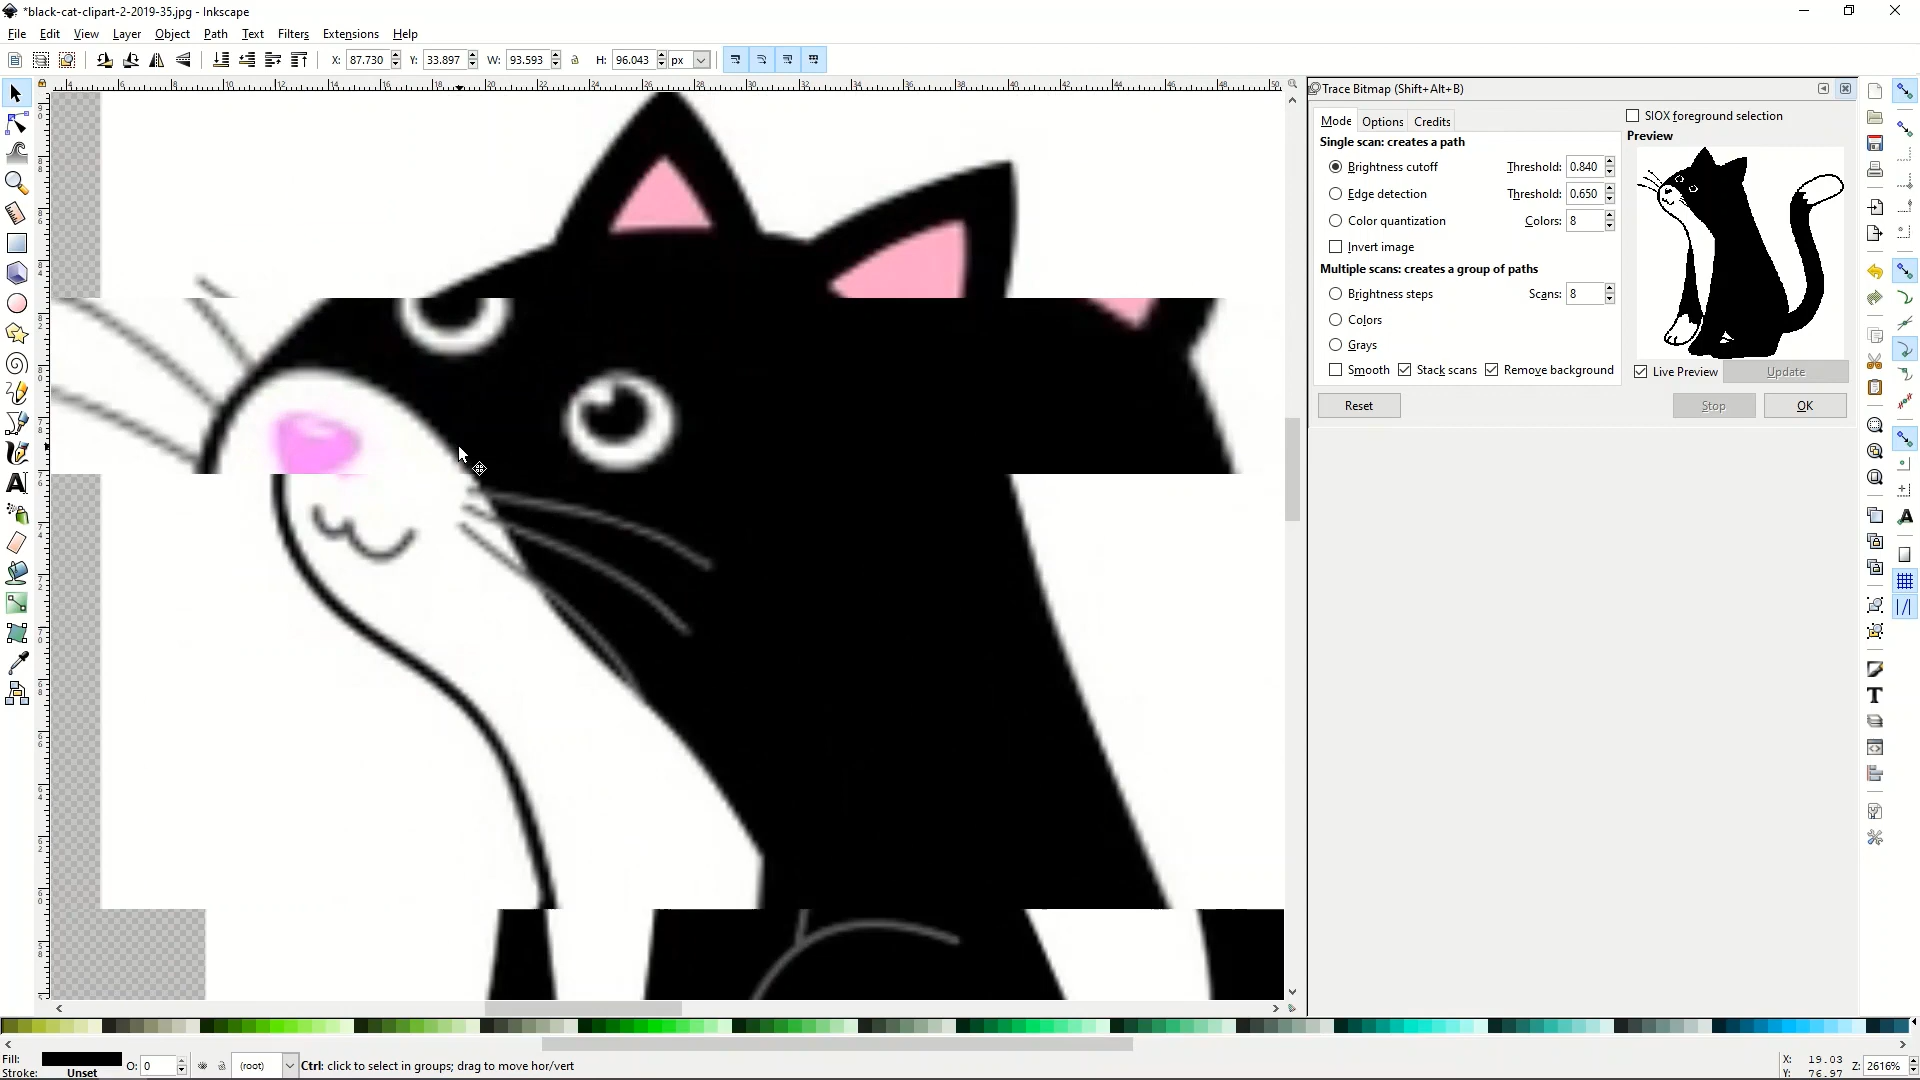 *black-cat-clipart-2-2019-35.jpg - Inkscape
File Edit View Layer Object Path Text Filters Extensions Help
X: 87.730 Y: 33.897 W: 93.593 H: 96.043 px
Trace Bitmap (Shift+Alt+B)
Mode Options Credits
SIOX foreground selection
Preview
Single scan: creates a path
Brightness cutoff Threshold: 0.840
Edge detection Threshold: 0.650
Color quantization Colors: 8
Invert image
Multiple scans: creates a group of paths
Brightness steps Scans: 8
Colors
Grays
Smooth Stack scans Remove background
Live Preview Update
Reset Stop OK
Fill:
Stroke: Unset
O: 0
(root)
Ctrl: click to select in groups; drag to move hor/vert
X: 19.03
Y: 76.97
Z: 2616%